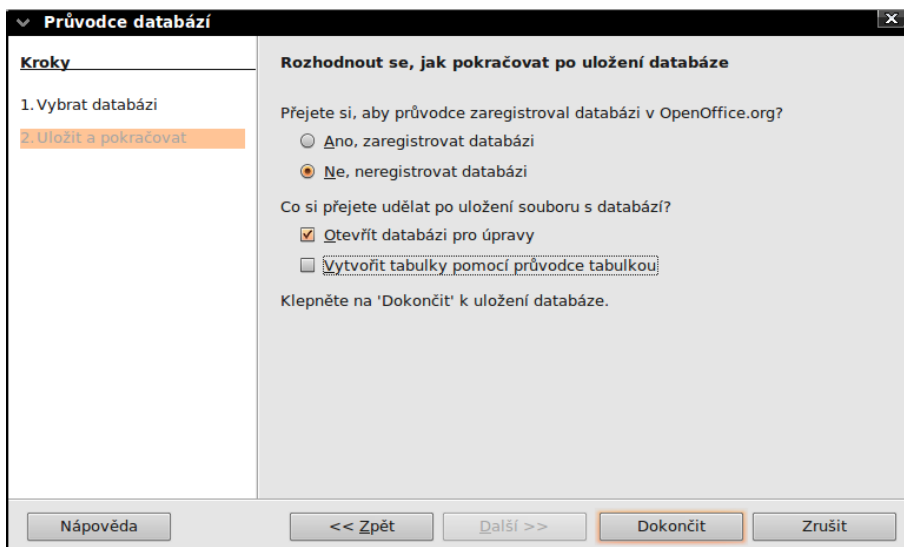 Průvodce databází
Kroky
1. Vybrat databázi
2. Uložit a pokračovat
Rozhodnout se, jak pokračovat po uložení databáze
Přejete si, aby průvodce zaregistroval databázi v OpenOffice.org?
Ano, zaregistrovat databázi
Ne, neregistrovat databázi
Co si přejete udělat po uložení souboru s databází?
Otevřít databázi pro úpravy
Vytvořit tabulky pomocí průvodce tabulkou
Klepněte na 'Dokončit' k uložení databáze.
Nápověda
<< Zpět
Další >>
Dokončit
Zrušit